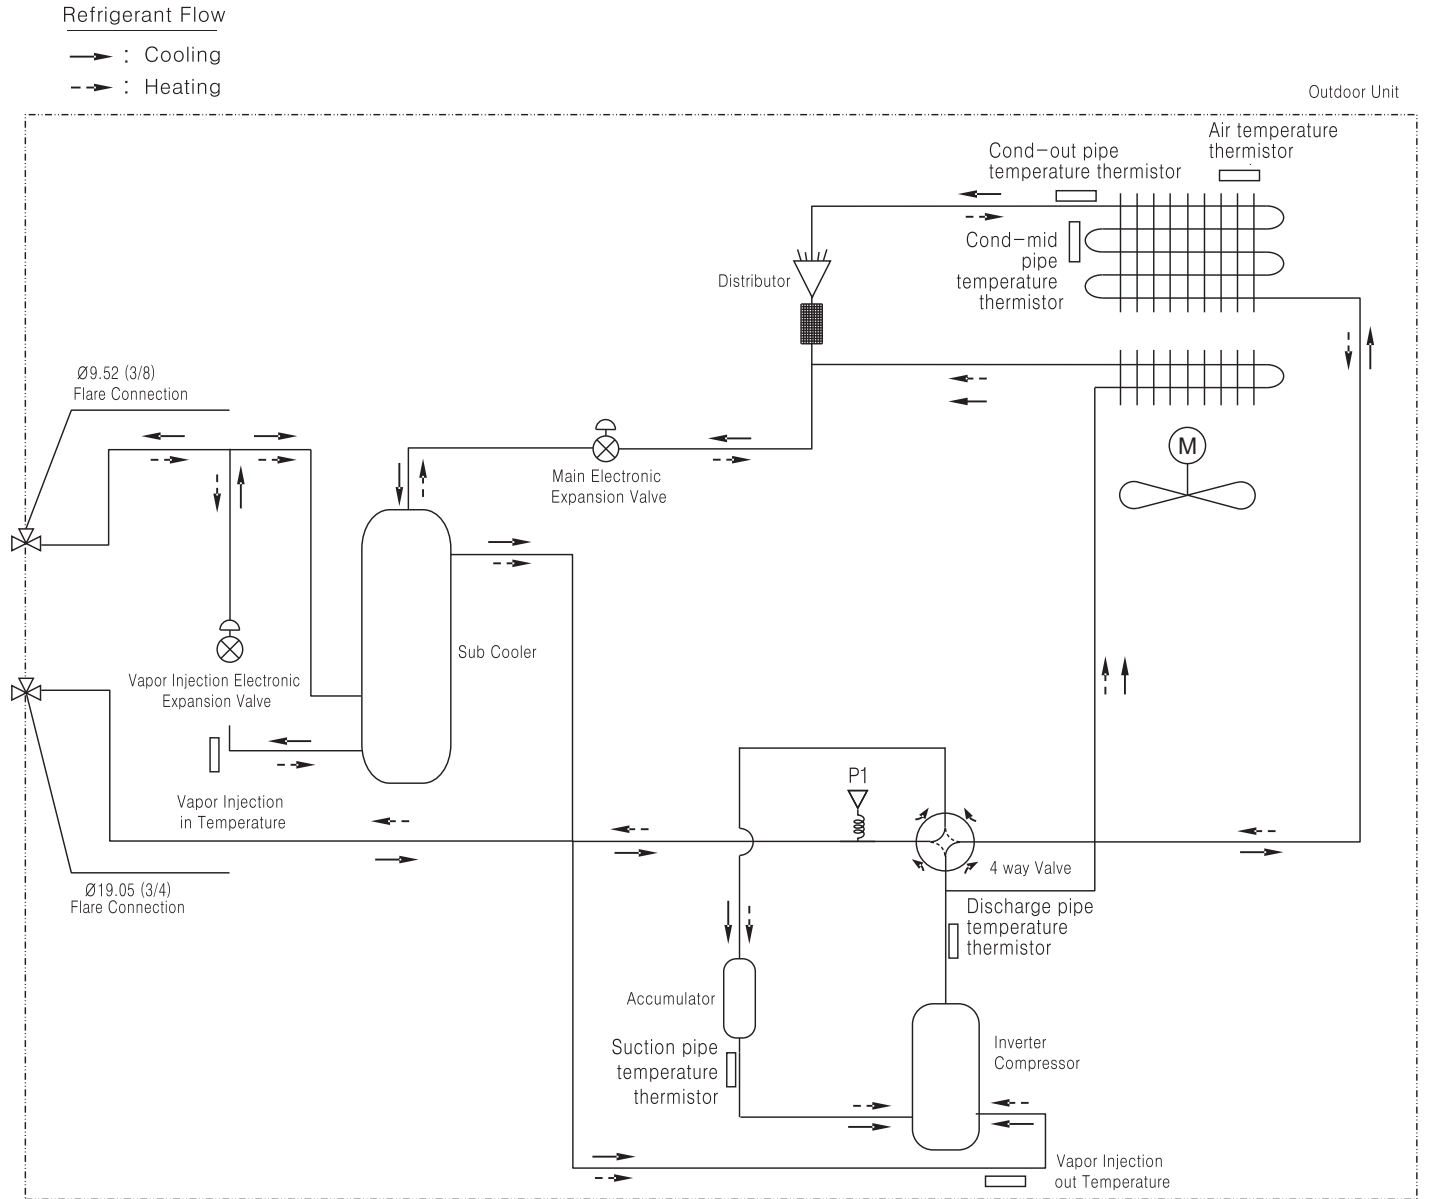 Refrigerant Flow
: Cooling
: Heating
Outdoor Unit
Air temperature
thermistor
Cond-out pipe
temperature thermistor
Cond-mid
pipe
temperature
thermistor
Distributor
Ø9.52 (3/8)
Flare Connection
M
Main Electronic
Expansion Valve
Sub Cooler
Vapor Injection Electronic
Expansion Valve
Vapor Injection
in Temperature
P1
4 way Valve
Ø19.05 (3/4)
Flare Connection
Discharge pipe
temperature
thermistor
Accumulator
Suction pipe
temperature
thermistor
Inverter
Compressor
Vapor Injection
out Temperature